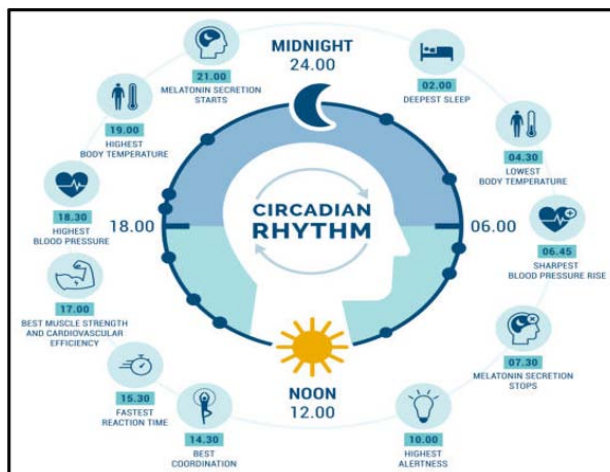 MIDNIGHT
24.00
02.00
DEEPEST SLEEP
04.30
LOWEST
BODY TEMPERATURE
06.00
06.45
SHARPEST
BLOOD PRESSURE RISE
07.30
MELATONIN SECRETION
STOPS
10.00
HIGHEST
ALERTNESS
NOON
12.00
14.30
BEST
COORDINATION
15.30
FASTEST
REACTION TIME
17.00
BEST MUSCLE STRENGTH
AND CARDIOVASCULAR
EFFICIENCY
18.00
18.30
HIGHEST
BLOOD PRESSURE
19.00
HIGHEST
BODY TEMPERATURE
21.00
MELATONIN SECRETION
STARTS
CIRCADIAN
RHYTHM